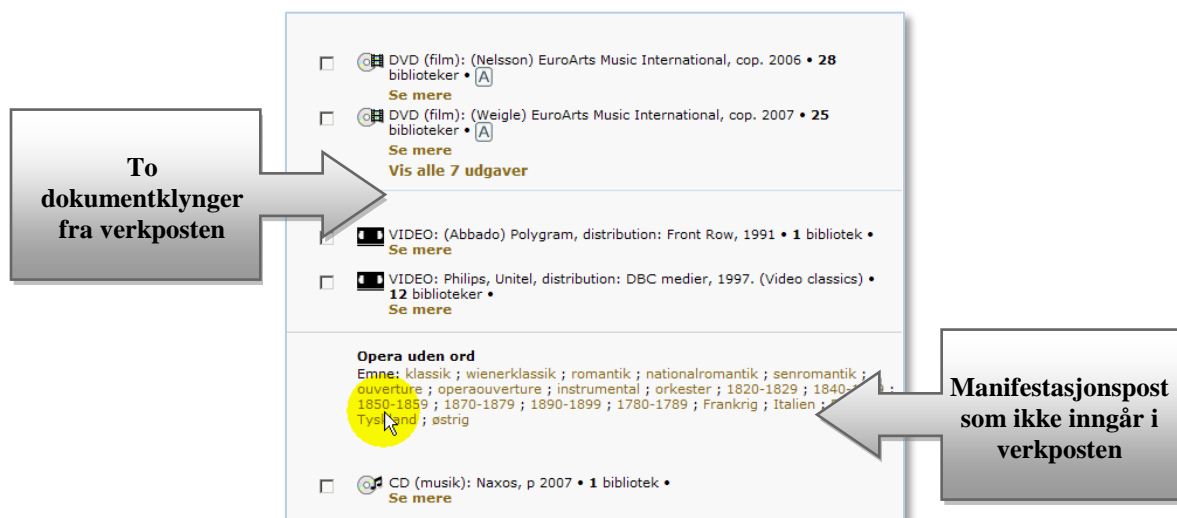 DVD (film): (Nelsson) EuroArts Music International, cop. 2006 • 28
biblioteker • A
Se mere
DVD (film): (Weigle) EuroArts Music International, cop. 2007 • 25
biblioteker • A
Se mere
Vis alle 7 udgaver
To
dokumentklynger
fra verkposten
VIDEO: (Abbado) Polygram, distribution: Front Row, 1991 • 1 bibliotek •
Se mere
VIDEO: Philips, Unitel, distribution: DBC medier, 1997. (Video classics) •
12 biblioteker •
Se mere
Opera uden ord
Emne: klassik ; wienerklassik ; romantik ; nationalromantik ; senromantik ;
ouverture ; operaouverture ; instrumental ; orkester ; 1820-1829 ;
1850-1859 ; 1870-1879 ; 1890-1899 ; 1780-1789 ; Frankrig ; Italien ;
; østrig
Manifestasjonspost
som ikke inngår i
verkposten
CD (musik): Naxos, p 2007 • 1 bibliotek •
Se mere